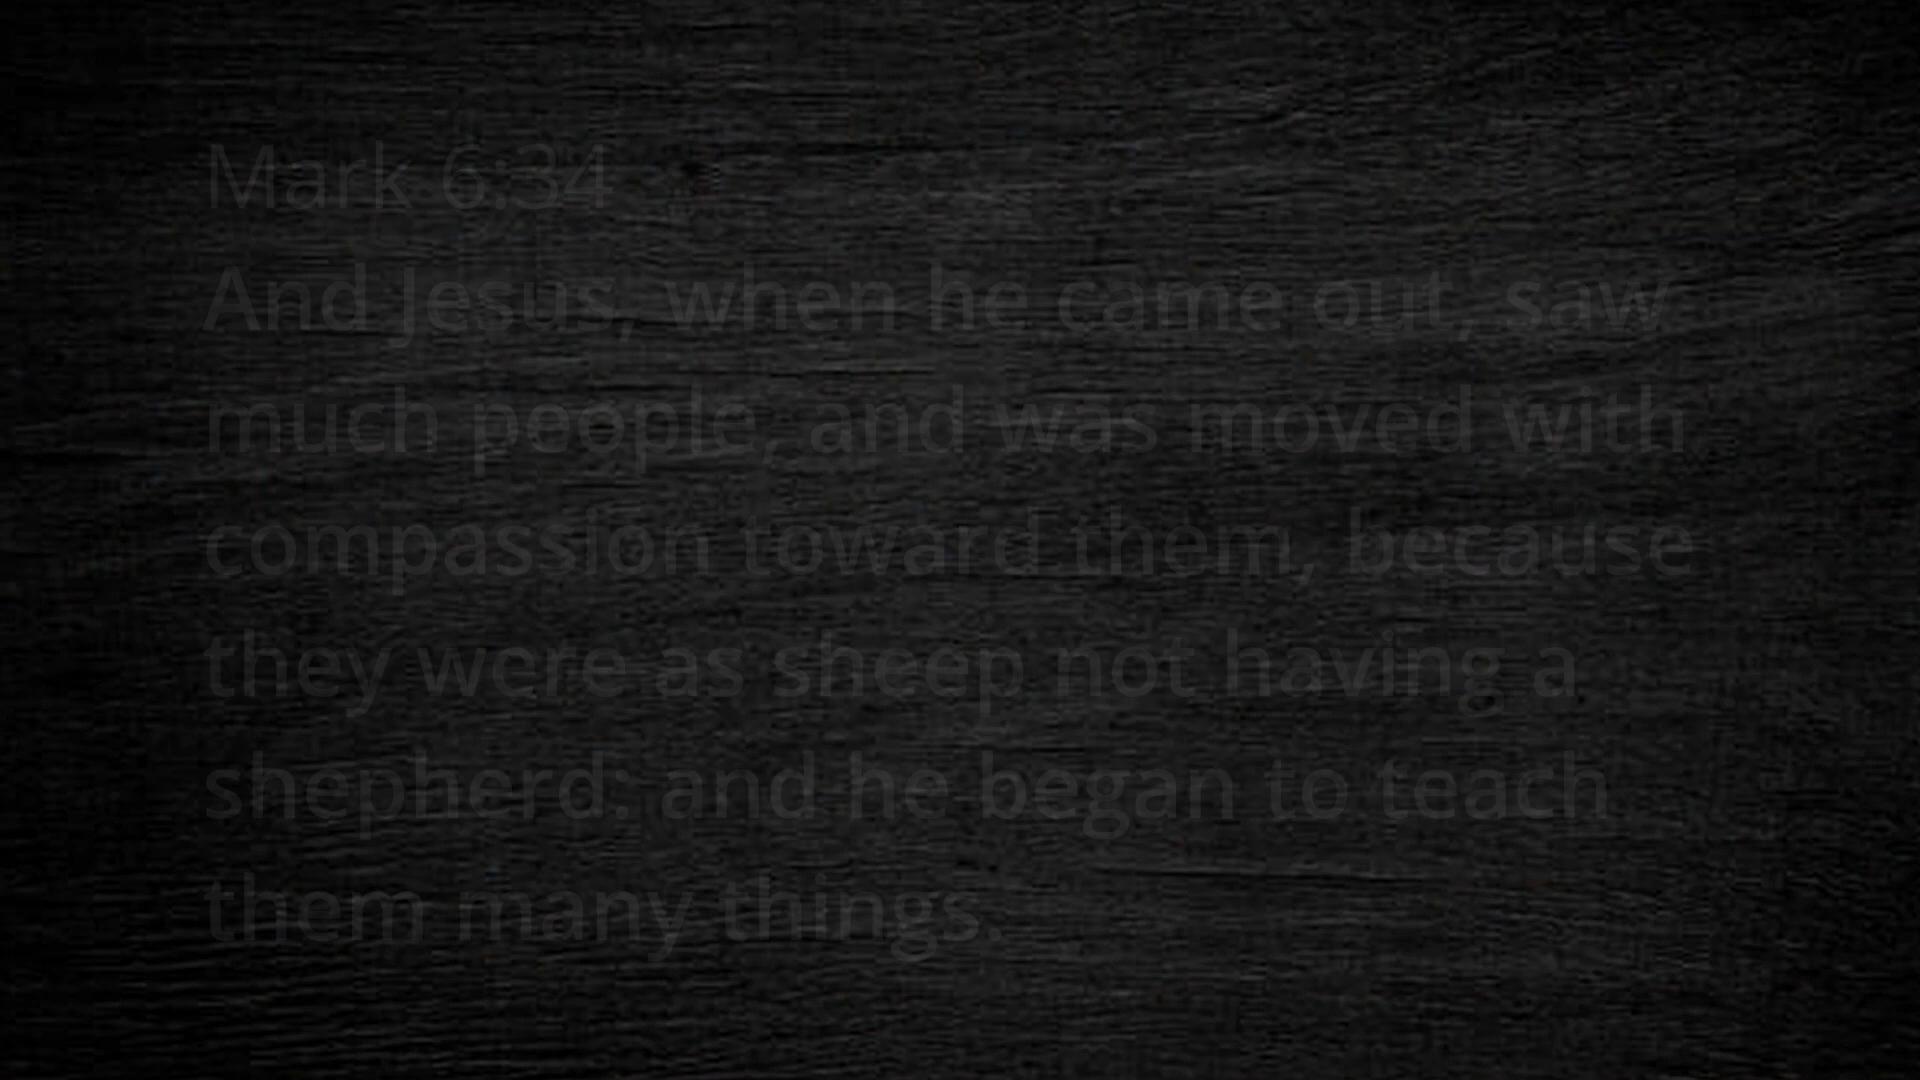 Mark 6:34
And Jesus, when he came out, saw
much people, and was moved with
compassion toward them, because
they were as sheep not having a
shepherd: and he began to teach
them many things.